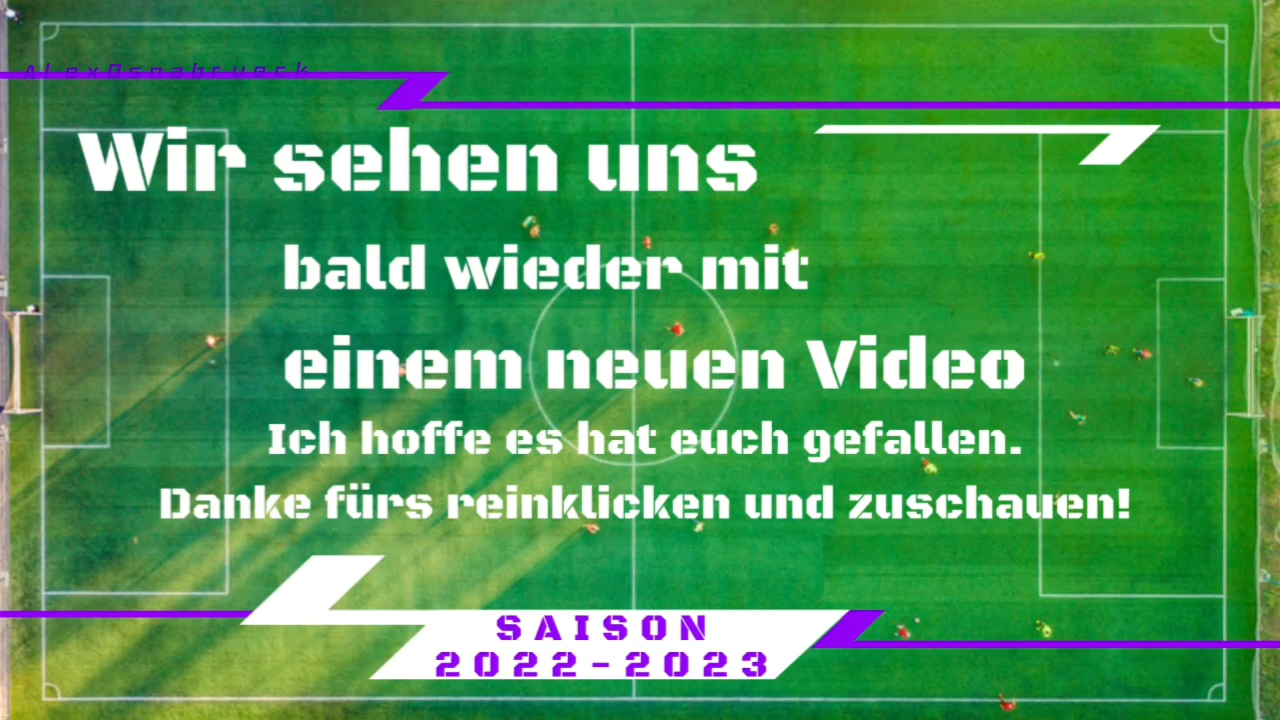 AlexOsnabrueck
Wir sehen uns
bald wieder mit
einem neuen Video
Ich hoffe es hat euch gefallen.
Danke fürs reinklicken und zuschauen!
SAISON
2022-2023